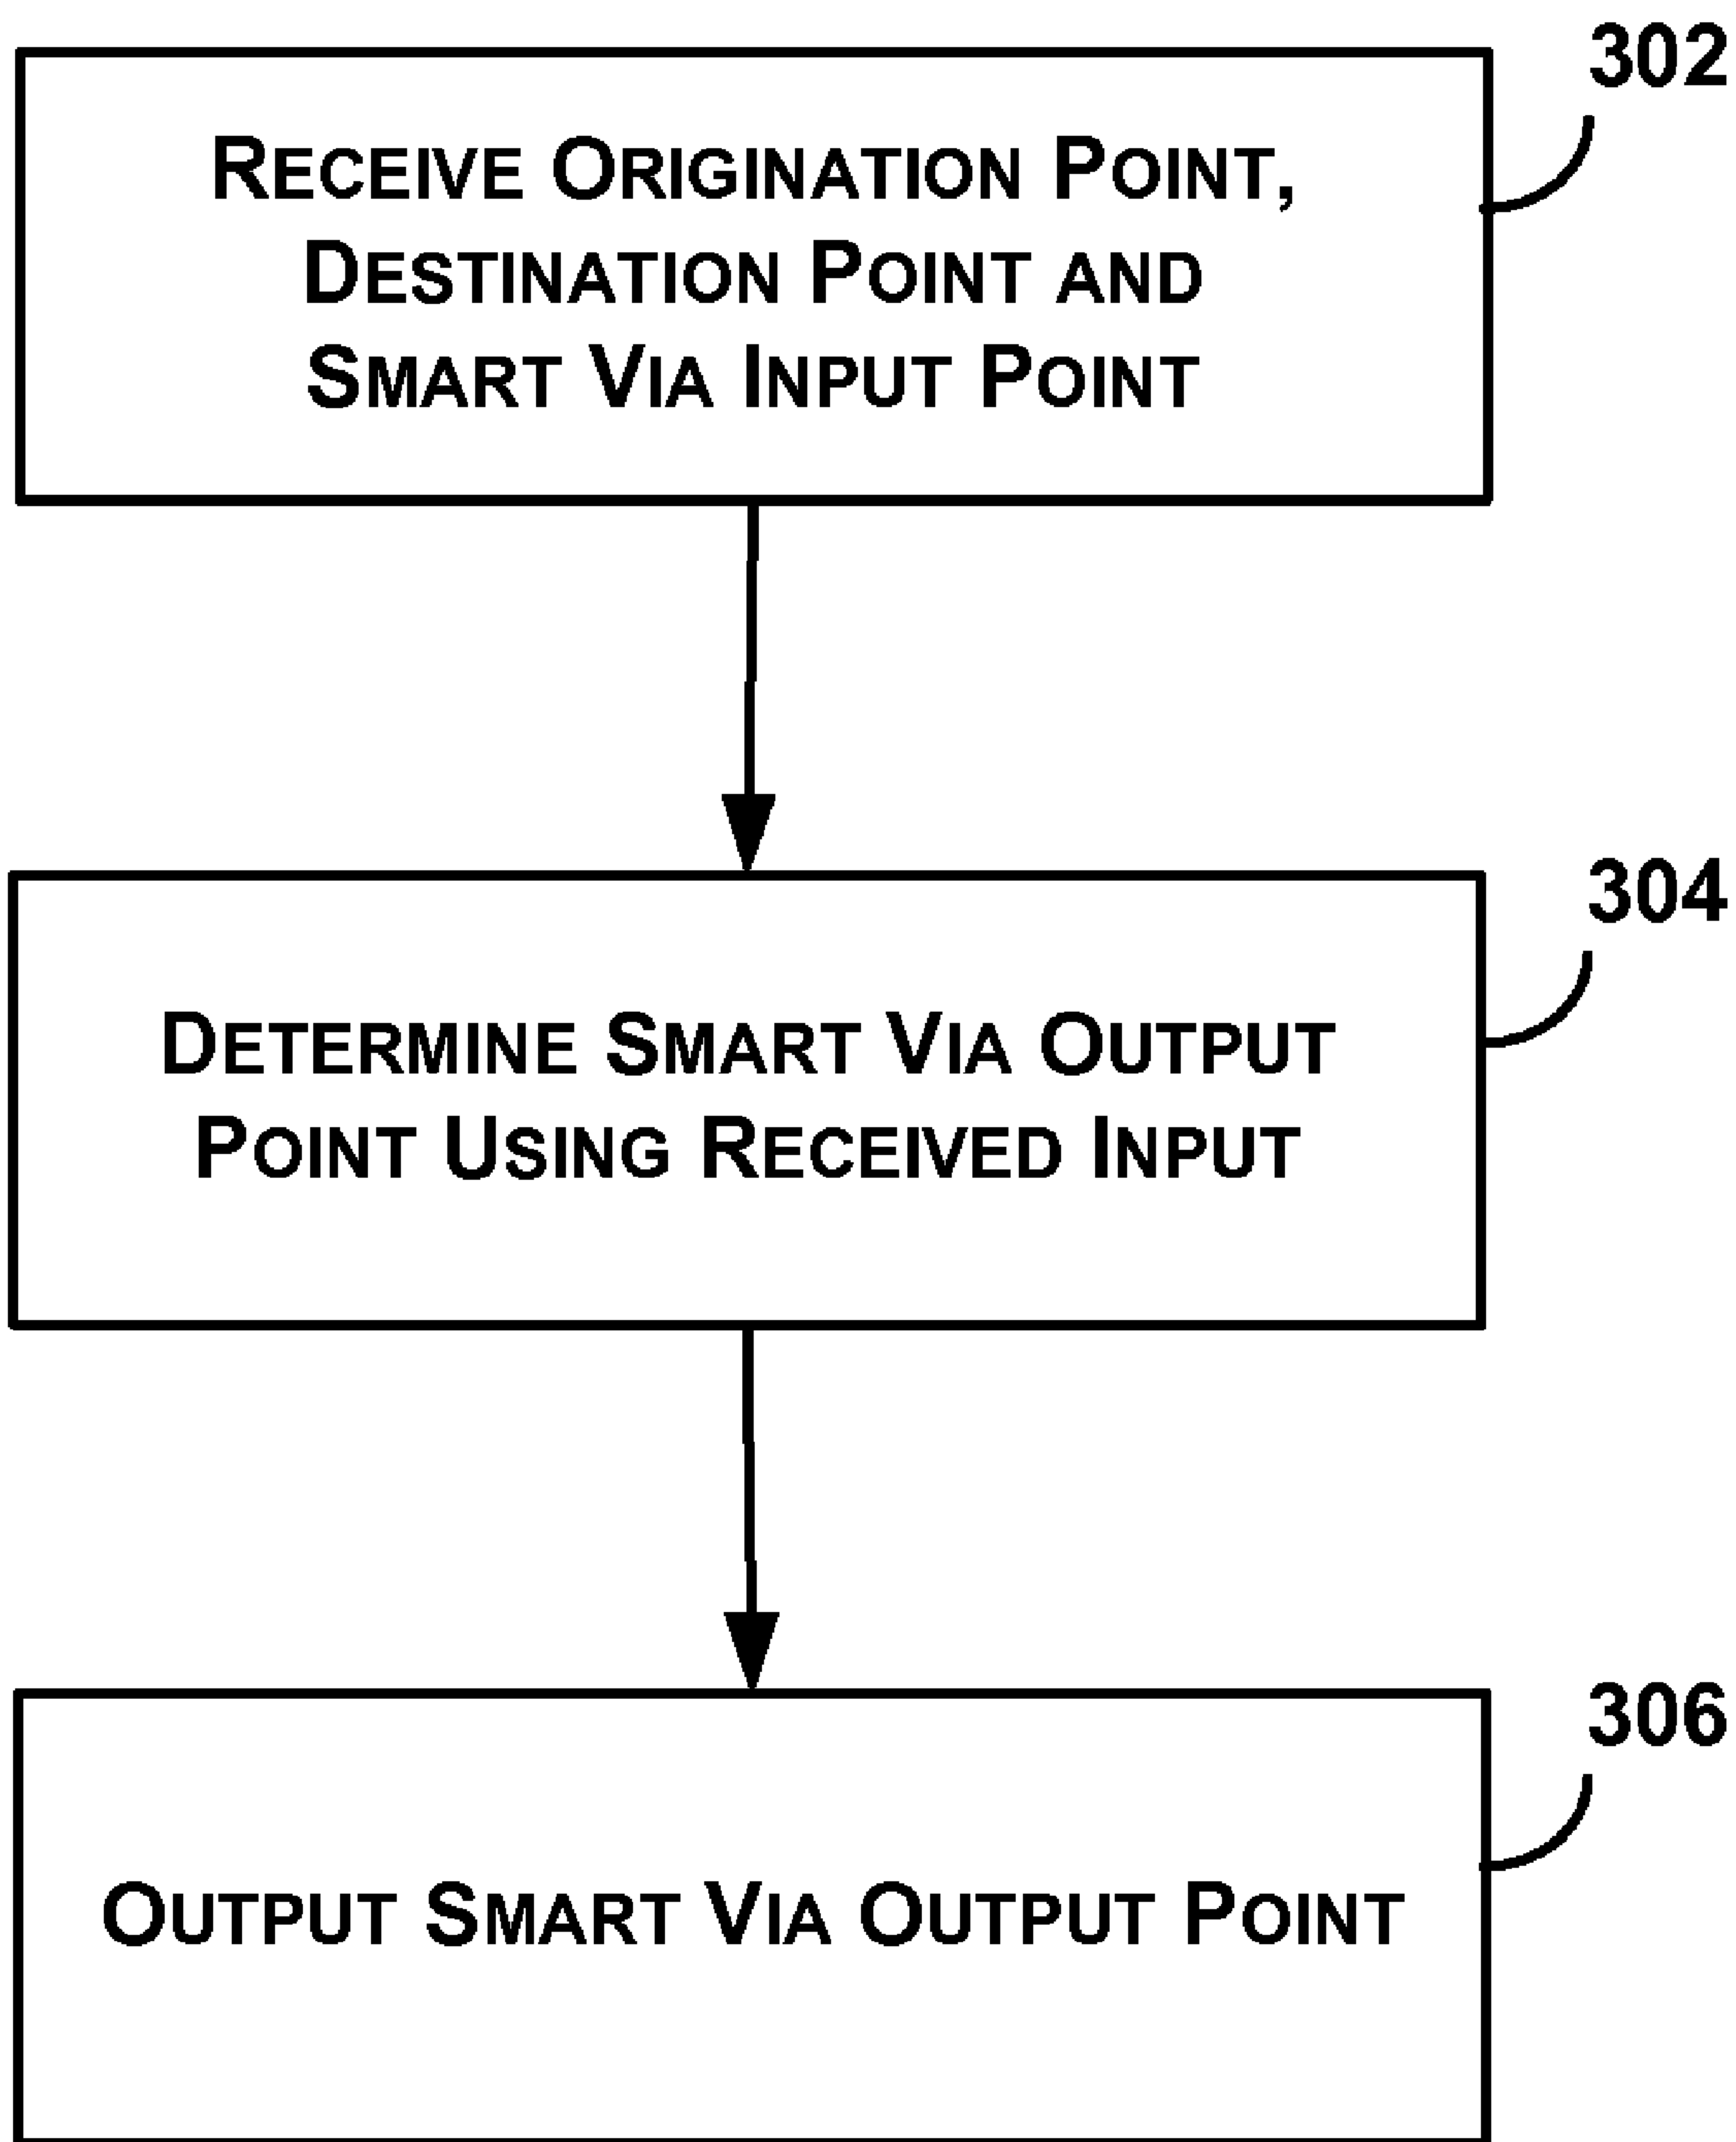 302
RECEIVE ORIGINATION POINT,
DESTINATION POINT AND
SMART VIA INPUT POINT
304
DETERMINE SMART VIA OUTPUT
POINT USING RECEIVED INPUT
306
OUTPUT SMART VIA OUTPUT POINT